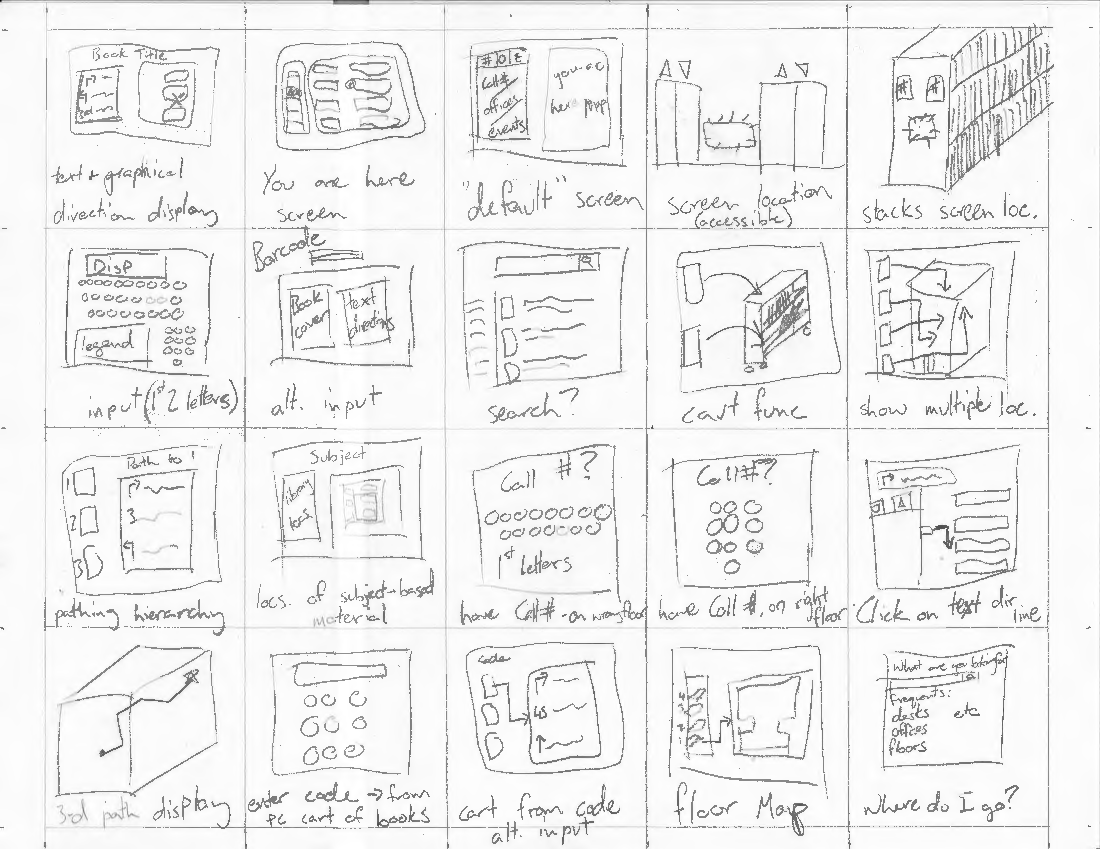 Book Title
3rd
text + graphical
direction display
You are here
screen
Call #
offices
events
you are
here map
"default" screen
screen location
(accessible)
# #
stacks screen loc.
Disp
legend
input (1st 2 letters)
Barcode
Book
cover
text
directions
alt. input
search?
cart func
show multiple loc.
1
2
3
Path to 1
pathing hierarchy
Subject
library
locs
locs. of subject-based
material
Call #?
1st letters
have Call # - on wrong floor
Call #?
have Call #, on right
floor
Click on text dir
line
3-d path display
enter code -> from
pc cart of books
code
cart from code
alt. input
floor Map
What are you looking for
frequents:
desks etc
offices
floors
Where do I go?